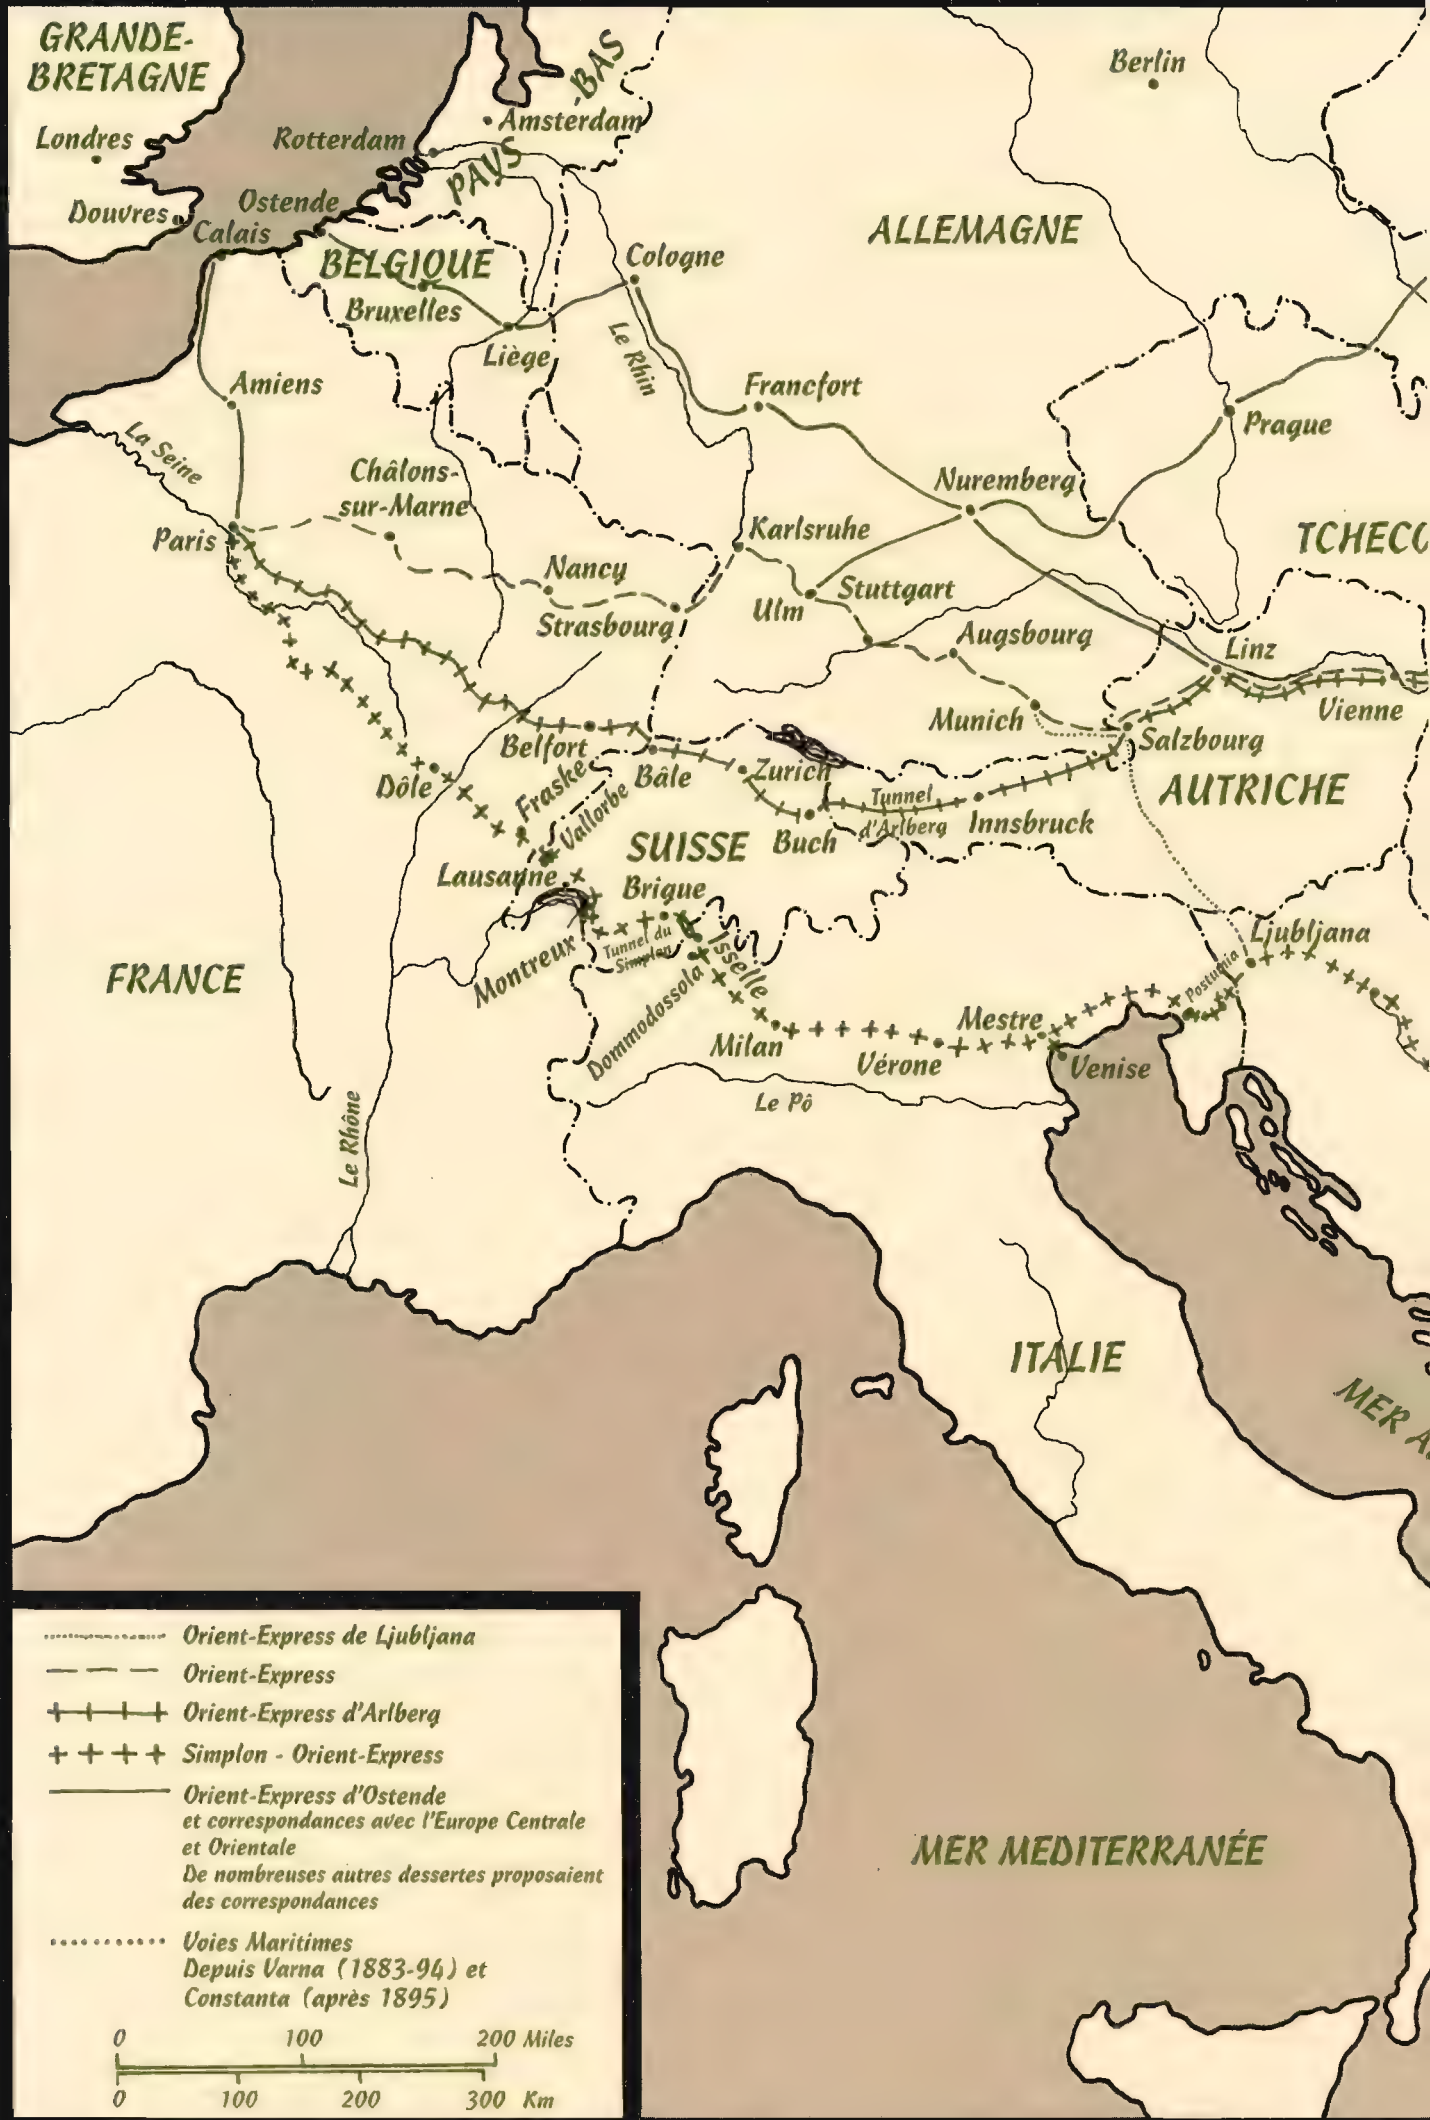 GRANDE-
BRETAGNE
Londres
Douvres
Calais
Ostende
Rotterdam
Amsterdam
PAYS
-BAS
Berlin
ALLEMAGNE
BELGIQUE
Bruxelles
Liège
Cologne
Le Rhin
Amiens
La Seine
Francfort
Prague
Châlons-
sur-Marne
Nuremberg
Paris
Karlsruhe
TCHECO
Nancy
Strasbourg
Ulm
Stuttgart
Augsbourg
Linz
Munich
Vienne
Salzbourg
Belfort
Bâle
Zurich
Dôle
Fraske
Vallorbe
Tunnel
d'Arlberg
Innsbruck
AUTRICHE
SUISSE
Buch
Lausanne
Brigue
Montreux
Tunnel du
Simplon
Isselle
Dommodossola
Ljubljana
Postumia
FRANCE
Milan
Vérone
Mestre
Venise
Le Pô
Le Rhône
ITALIE
MER A
MER MEDITERRANÉE
Orient-Express de Ljubljana
Orient-Express
Orient-Express d'Arlberg
Simplon - Orient-Express
Orient-Express d'Ostende
et correspondances avec l'Europe Centrale
et Orientale
De nombreuses autres dessertes proposaient
des correspondances
Voies Maritimes
Depuis Varna (1883-94) et
Constanta (après 1895)
0 100 200 Miles
0 100 200 300 Km